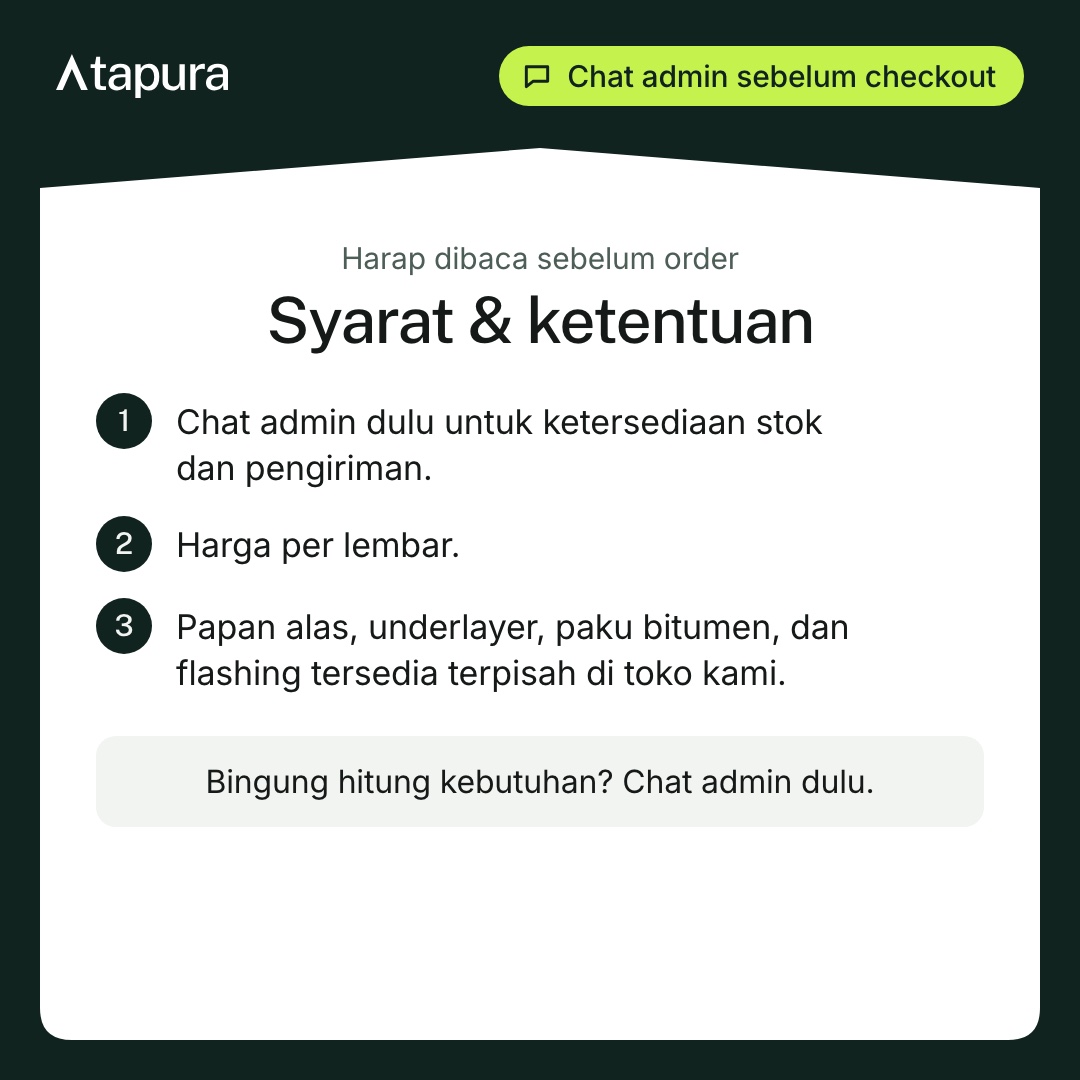 Atapura
Chat admin sebelum checkout
Harap dibaca sebelum order
Syarat & ketentuan
1 Chat admin dulu untuk ketersediaan stok
dan pengiriman.
2 Harga per lembar.
3 Papan alas, underlayer, paku bitumen, dan
flashing tersedia terpisah di toko kami.
Bingung hitung kebutuhan? Chat admin dulu.